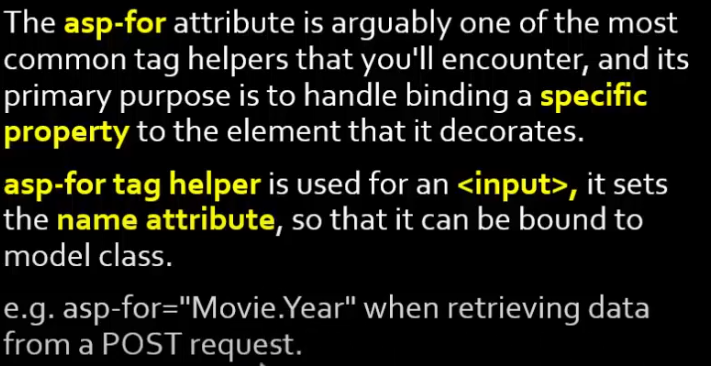 The asp-for attribute is arguably one of the most
common tag helpers that you'll encounter, and its
primary purpose is to handle binding a specific
property to the element that it decorates.
asp-for tag helper is used for an <input>, it sets
the name attribute, so that it can be bound to
model class.
e.g. asp-for="Movie.Year" when retrieving data
from a POST request.